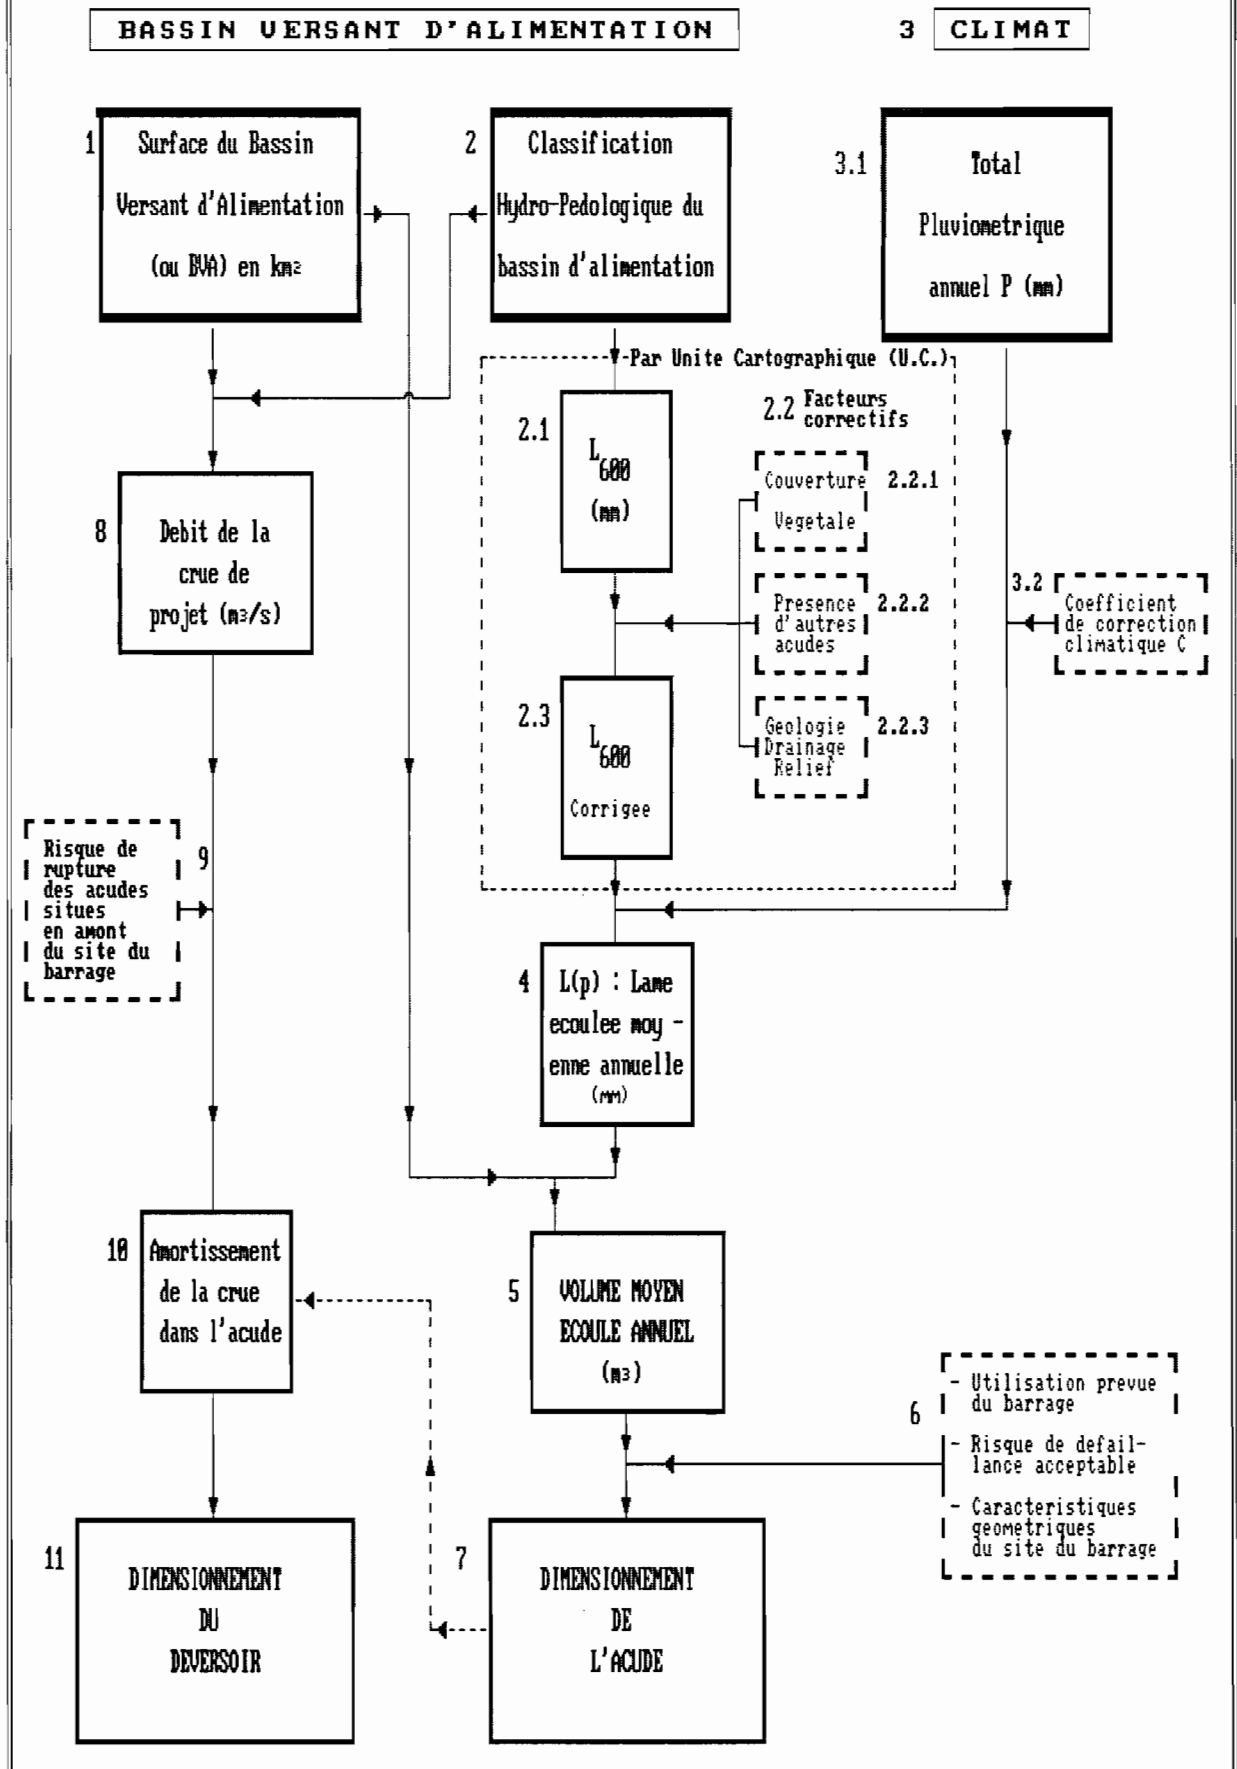 BASSIN VERSANT D'ALIMENTATION
3 CLIMAT
1
Surface du Bassin
Versant d'Alimentation
(ou BVA) en km2
2
Classification
Hydro-Pedologique du
bassin d'alimentation
3.1
Total
Pluviometrique
annuel P (mm)
Par Unite Cartographique (U.C.)
2.1
L600
(mm)
2.2 Facteurs
correctifs
Couverture
Vegetale
2.2.1
Presence
d'autres
acudes
2.2.2
Geologie
Drainage
Relief
2.2.3
3.2
Coefficient
de correction
climatique C
8
Debit de la
crue de
projet (m3/s)
2.3
L600
Corrigee
9
Risque de
rupture
des acudes
situes
en amont
du site du
barrage
4
L(p) : Lame
ecoulee moy -
enne annuelle
(mm)
10
Amortissement
de la crue
dans l'acude
5
VOLUME MOYEN
ECOULE ANNUEL
(m3)
6
- Utilisation prevue
du barrage
- Risque de defail-
lance acceptable
- Caracteristiques
geometriques
du site du barrage
11
DIMENSIONNEMENT
DU
DEVERSOIR
7
DIMENSIONNEMENT
DE
L'ACUDE